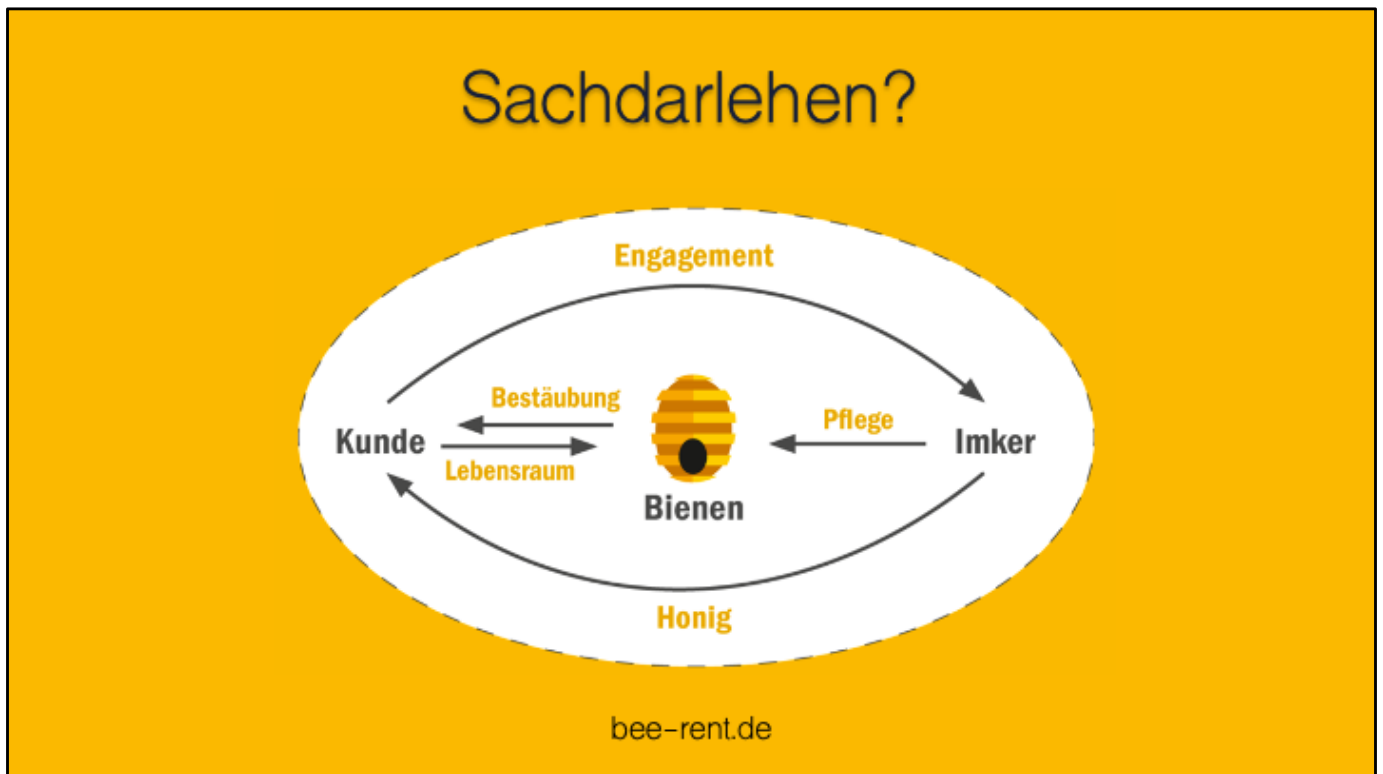 Sachdarlehen?
Engagement
Bestäubung
Pflege
Kunde
Imker
Lebensraum
Bienen
Honig
bee-rent.de